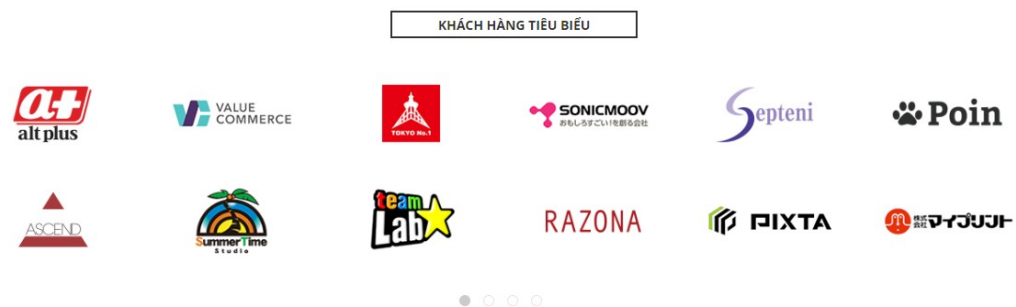 KHÁCH HÀNG TIÊU BIỂU
a+
alt plus
VALUE
COMMERCE
TOKYO No.1
SONICMOOV
おもしろすごい!を創る会社
Septeni
Poin
ASCEND
SummerTime
Studio
team
Lab
RAZONA
PIXTA
m.
株式
会社
マイプリント